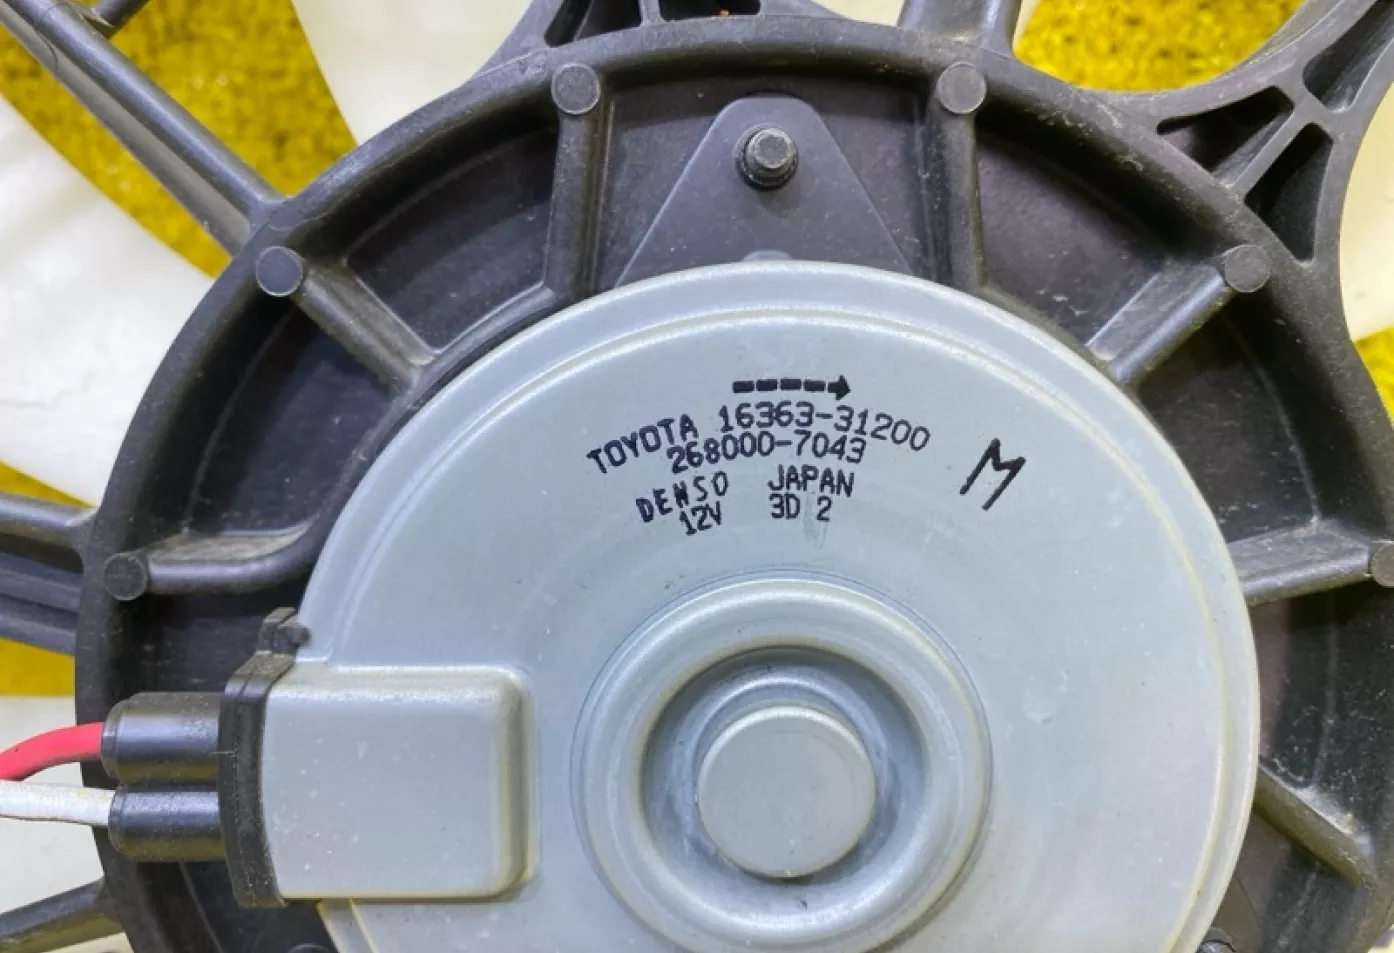 TOYOTA 16363-31200
268000-7043
DENSO JAPAN
12V 3D 2
M